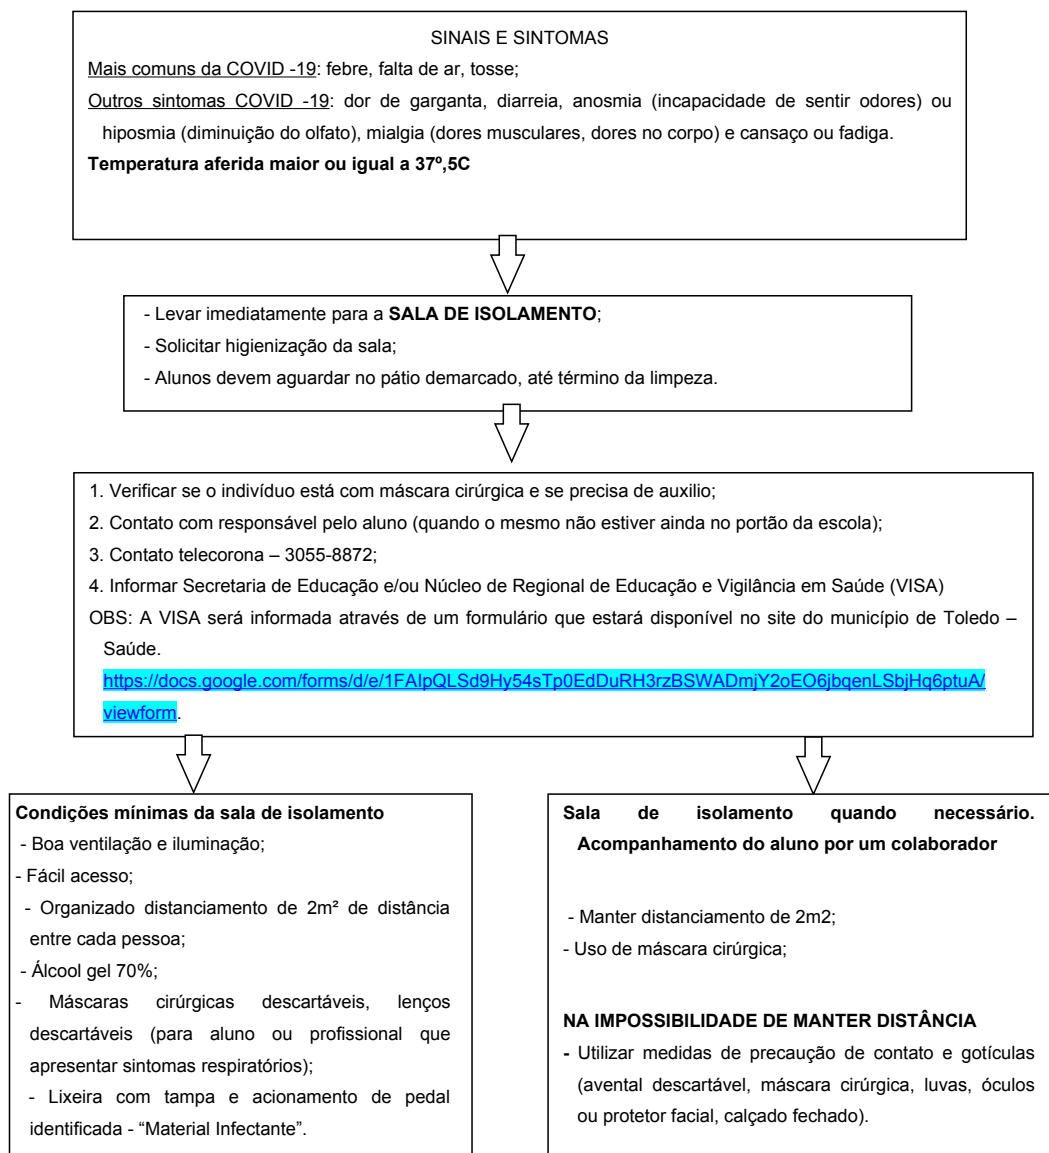 SINAIS E SINTOMAS
Mais comuns da COVID -19: febre, falta de ar, tosse;
Outros sintomas COVID -19: dor de garganta, diarreia, anosmia (incapacidade de sentir odores) ou
hiposmia (diminuição do olfato), mialgia (dores musculares, dores no corpo) e cansaço ou fadiga.
Temperatura aferida maior ou igual a 37º,5C
- Levar imediatamente para a SALA DE ISOLAMENTO;
- Solicitar higienização da sala;
- Alunos devem aguardar no pátio demarcado, até término da limpeza.
1. Verificar se o indivíduo está com máscara cirúrgica e se precisa de auxilio;
2. Contato com responsável pelo aluno (quando o mesmo não estiver ainda no portão da escola);
3. Contato telecorona – 3055-8872;
4. Informar Secretaria de Educação e/ou Núcleo de Regional de Educação e Vigilância em Saúde (VISA)
OBS: A VISA será informada através de um formulário que estará disponível no site do município de Toledo –
Saúde.
https://docs.google.com/forms/d/e/1FAIpQLSd9Hy54sTp0EdDuRH3rzBSWADmjY2oEO6jbqenLSbjHq6ptuA/
viewform.
Condições mínimas da sala de isolamento
- Boa ventilação e iluminação;
- Fácil acesso;
- Organizado distanciamento de 2m² de distância
entre cada pessoa;
- Álcool gel 70%;
- Máscaras cirúrgicas descartáveis, lenços
descartáveis (para aluno ou profissional que
apresentar sintomas respiratórios);
- Lixeira com tampa e acionamento de pedal
identificada - “Material Infectante”.
Sala de isolamento quando necessário.
Acompanhamento do aluno por um colaborador
- Manter distanciamento de 2m2;
- Uso de máscara cirúrgica;
NA IMPOSSIBILIDADE DE MANTER DISTÂNCIA
- Utilizar medidas de precaução de contato e gotículas
(avental descartável, máscara cirúrgica, luvas, óculos
ou protetor facial, calçado fechado).